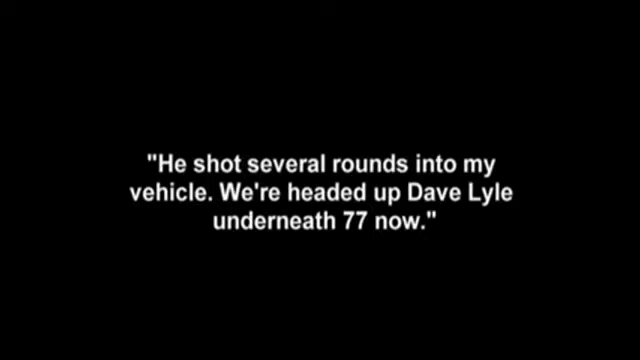 "He shot several rounds into my
vehicle. We're headed up Dave Lyle
underneath 77 now."